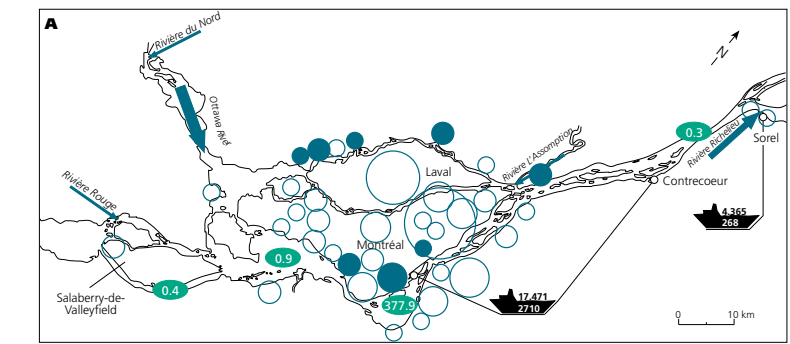 A
Rivière du Nord
N
Ottawa River
Rivière L'Assomption
0.3
Rivière Richelieu
Sorel
Laval
Contrecoeur
Rivière Rouge
4.365
268
Montréal
0.9
0.4
Salaberry-de-
Valleyfield
377.9
17.471
2710
0
10 km